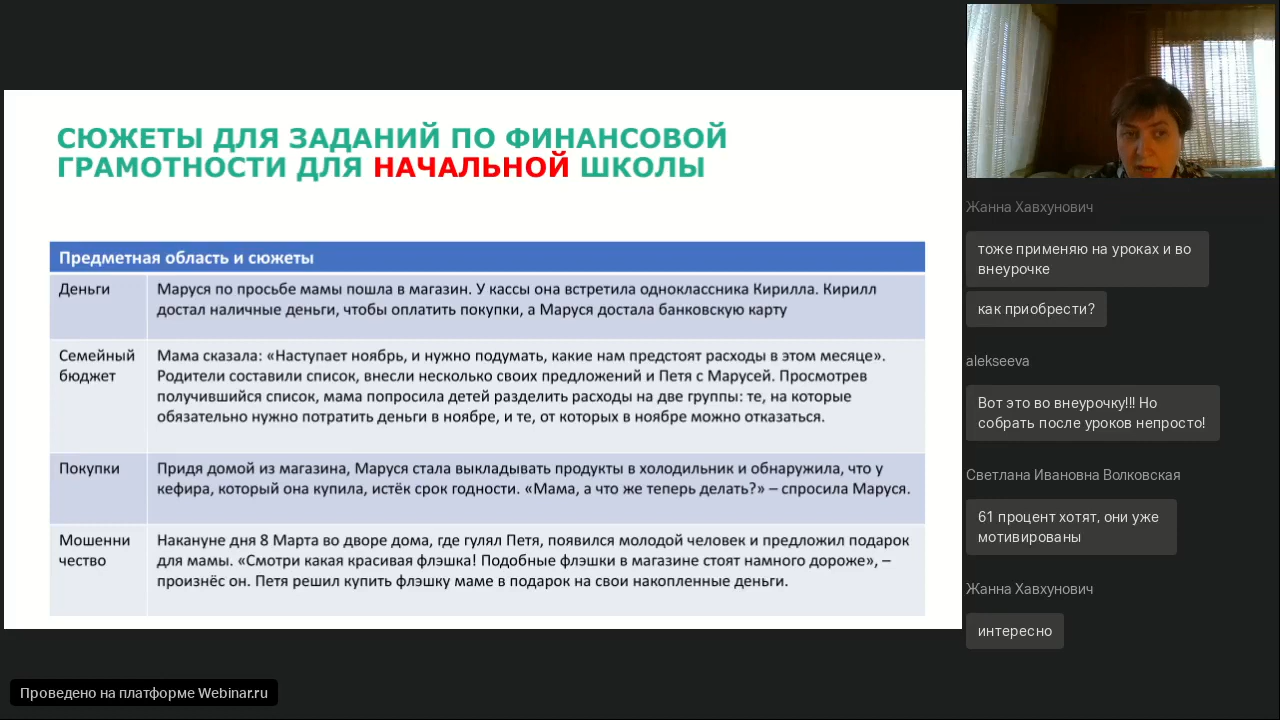 СЮЖЕТЫ ДЛЯ ЗАДАНИЙ ПО ФИНАНСОВОЙ
ГРАМОТНОСТИ ДЛЯ НАЧАЛЬНОЙ ШКОЛЫ
Предметная область и сюжеты
Деньги
Маруся по просьбе мамы пошла в магазин. У кассы она встретила одноклассника Кирилла. Кирилл
достал наличные деньги, чтобы оплатить покупки, а Маруся достала банковскую карту
Семейный
бюджет
Мама сказала: «Наступает ноябрь, и нужно подумать, какие нам предстоят расходы в этом месяце».
Родители составили список, внесли несколько своих предложений и Петя с Марусей. Просмотрев
получившийся список, мама попросила детей разделить расходы на две группы: те, на которые
обязательно нужно потратить деньги в ноябре, и те, от которых в ноябре можно отказаться.
Покупки
Придя домой из магазина, Маруся стала выкладывать продукты в холодильник и обнаружила, что у
кефира, который она купила, истёк срок годности. «Мама, а что же теперь делать?» – спросила Маруся.
Мошенни
чество
Накануне дня 8 Марта во дворе дома, где гулял Петя, появился молодой человек и предложил подарок
для мамы. «Смотри какая красивая флэшка! Подобные флэшки в магазине стоят намного дороже», –
произнёс он. Петя решил купить флэшку маме в подарок на свои накопленные деньги.
Жанна Хавхунович
тоже применяю на уроках и во
внеурочке
как приобрести?
alekseeva
Вот это во внеурочку!!! Но
собрать после уроков непросто!
Светлана Ивановна Волковская
61 процент хотят, они уже
мотивированы
Жанна Хавхунович
интересно
Проведено на платформе Webinar.ru